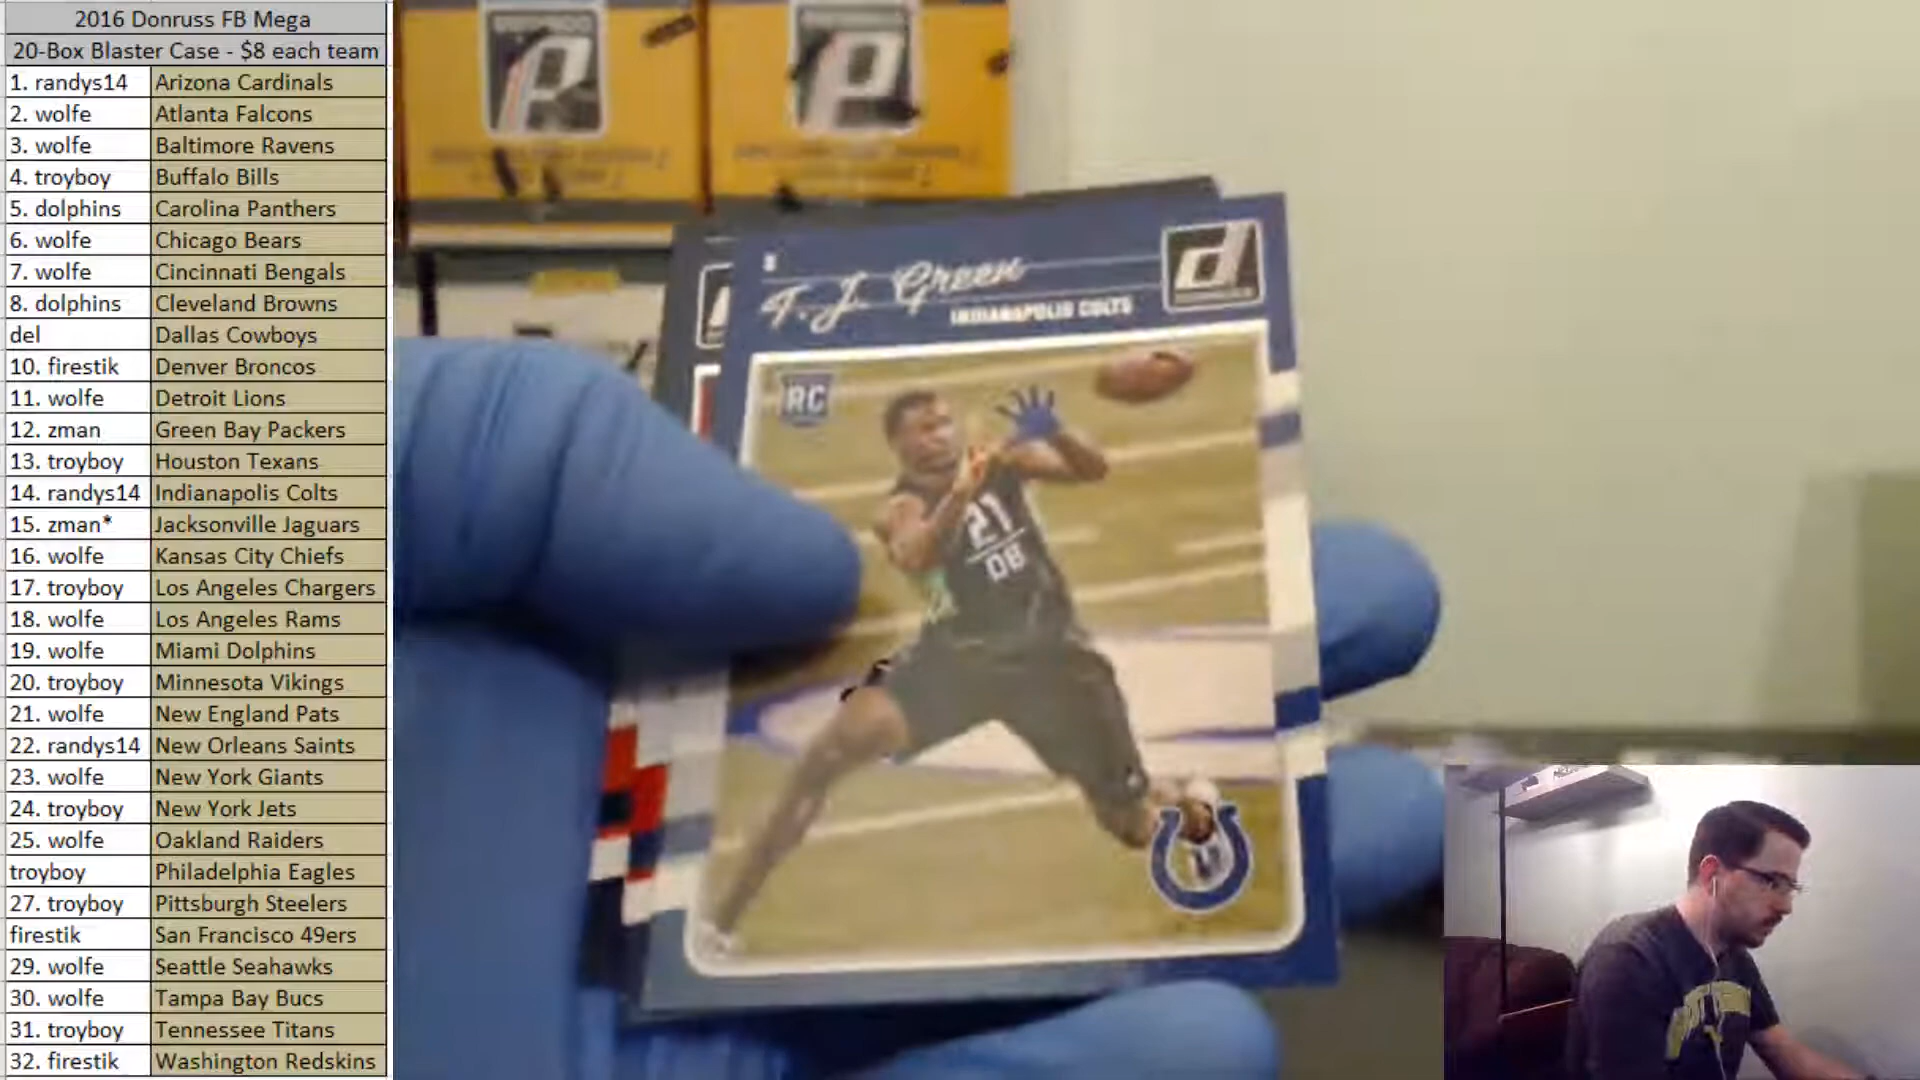 2016 Donruss FB Mega
20-Box Blaster Case - $8 each team
1. randys14 Arizona Cardinals
2. wolfe Atlanta Falcons
3. wolfe Baltimore Ravens
4. troyboy Buffalo Bills
5. dolphins Carolina Panthers
6. wolfe Chicago Bears
7. wolfe Cincinnati Bengals
8. dolphins Cleveland Browns
del Dallas Cowboys
10. firestik Denver Broncos
11. wolfe Detroit Lions
12. zman Green Bay Packers
13. troyboy Houston Texans
14. randys14 Indianapolis Colts
15. zman* Jacksonville Jaguars
16. wolfe Kansas City Chiefs
17. troyboy Los Angeles Chargers
18. wolfe Los Angeles Rams
19. wolfe Miami Dolphins
20. troyboy Minnesota Vikings
21. wolfe New England Pats
22. randys14 New Orleans Saints
23. wolfe New York Giants
24. troyboy New York Jets
25. wolfe Oakland Raiders
troyboy Philadelphia Eagles
27. troyboy Pittsburgh Steelers
firestik San Francisco 49ers
29. wolfe Seattle Seahawks
30. wolfe Tampa Bay Bucs
31. troyboy Tennessee Titans
32. firestik Washington Redskins
S
T. J. Green
INDIANAPOLIS COLTS
d
RC
21
DB